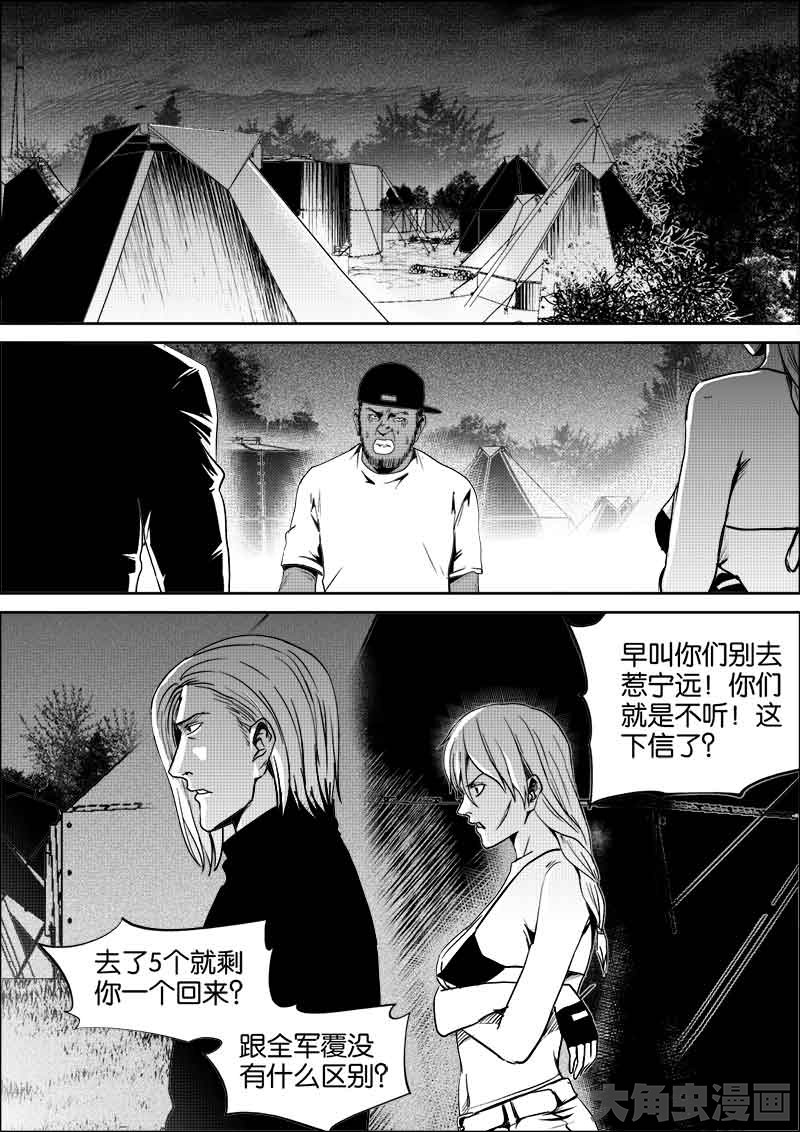 早叫你们别去
惹宁远！你们
就是不听！这
下信了？
去了5个就剩
你一个回来？
跟全军覆没
有什么区别？
大角虫漫画